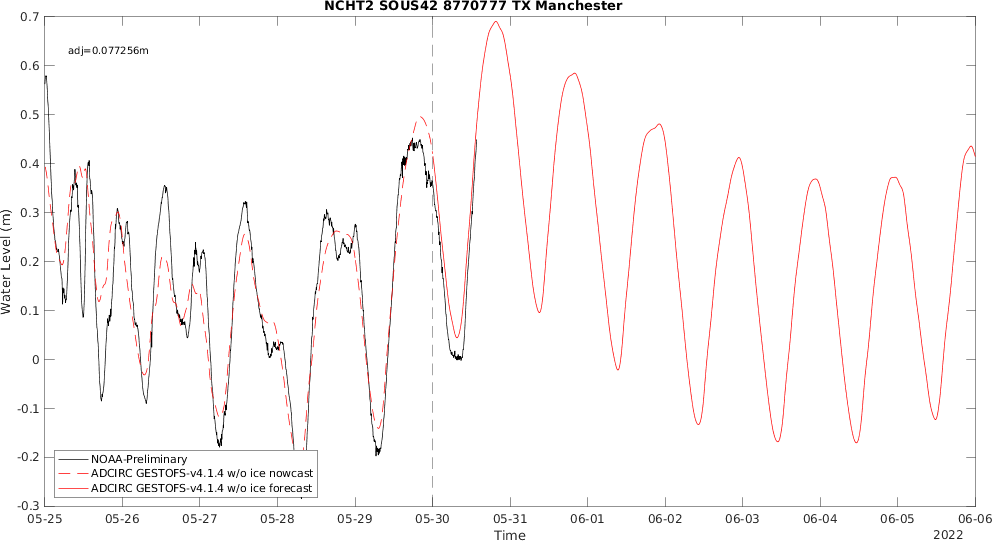 NCHT2 SOUS42 8770777 TX Manchester
adj=0.077256m
0.7
0.6
0.5
0.4
0.3
0.2
0.1
0
-0.1
-0.2
-0.3
Water Level (m)
NOAA-Preliminary
ADCIRC GESTOFS-v4.1.4 w/o ice nowcast
ADCIRC GESTOFS-v4.1.4 w/o ice forecast
05-25 05-26 05-27 05-28 05-29 05-30 05-31 06-01 06-02 06-03 06-04 06-05 06-06
Time
2022